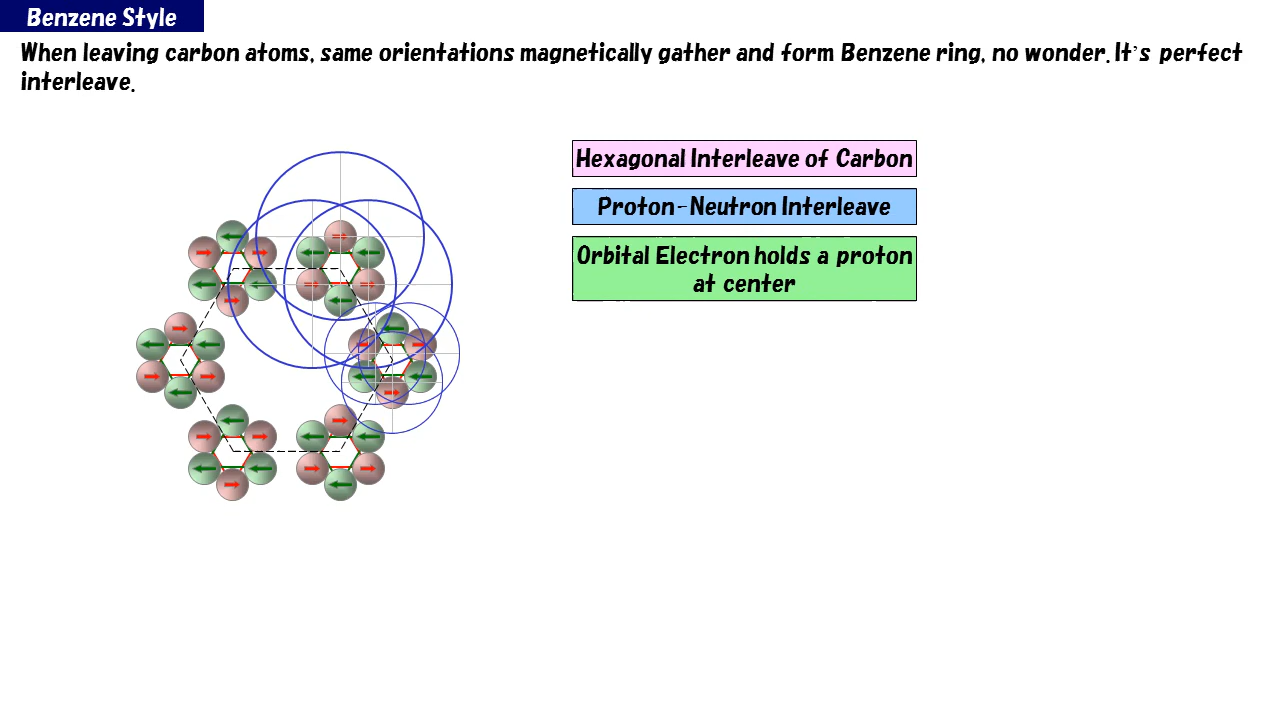 Benzene Style
When leaving carbon atoms, same orientations magnetically gather and form Benzene ring, no wonder. It's perfect
interleave.
Hexagonal Interleave of Carbon
Proton-Neutron Interleave
Orbital Electron holds a proton
at center